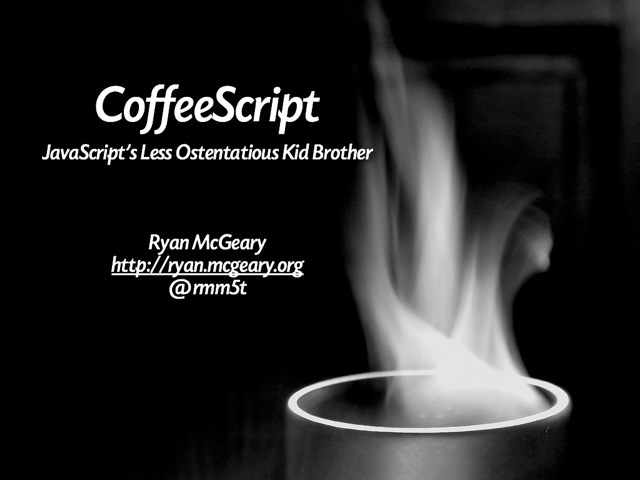 CoffeeScript
JavaScript's Less Ostentatious Kid Brother
Ryan McGeary
http://ryan.mcgeary.org
@rmm5t